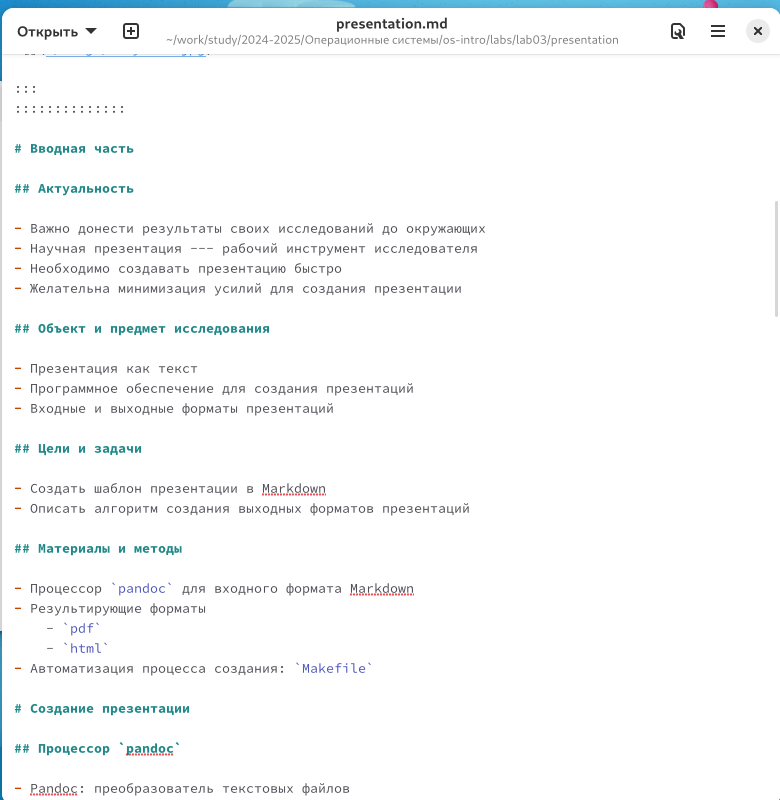 Открыть
presentation.md
~/work/study/2024-2025/Операционные системы/os-intro/labs/lab03/presentation
:::
::::::::::::::
# Вводная часть
## Актуальность
- Важно донести результаты своих исследований до окружающих
- Научная презентация --- рабочий инструмент исследователя
- Необходимо создавать презентацию быстро
- Желательна минимизация усилий для создания презентации
## Объект и предмет исследования
- Презентация как текст
- Программное обеспечение для создания презентаций
- Входные и выходные форматы презентаций
## Цели и задачи
- Создать шаблон презентации в Markdown
- Описать алгоритм создания выходных форматов презентаций
## Материалы и методы
- Процессор `pandoc` для входного формата Markdown
- Результирующие форматы
    - `pdf`
    - `html`
- Автоматизация процесса создания: `Makefile`
# Создание презентации
## Процессор `pandoc`
- Pandoc: преобразователь текстовых файлов